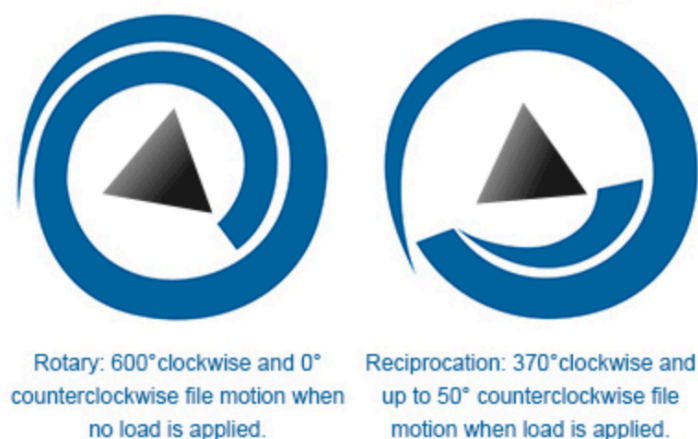 Rotary: 600°clockwise and 0°
counterclockwise file motion when
no load is applied.
Reciprocation: 370°clockwise and
up to 50° counterclockwise file
motion when load is applied.